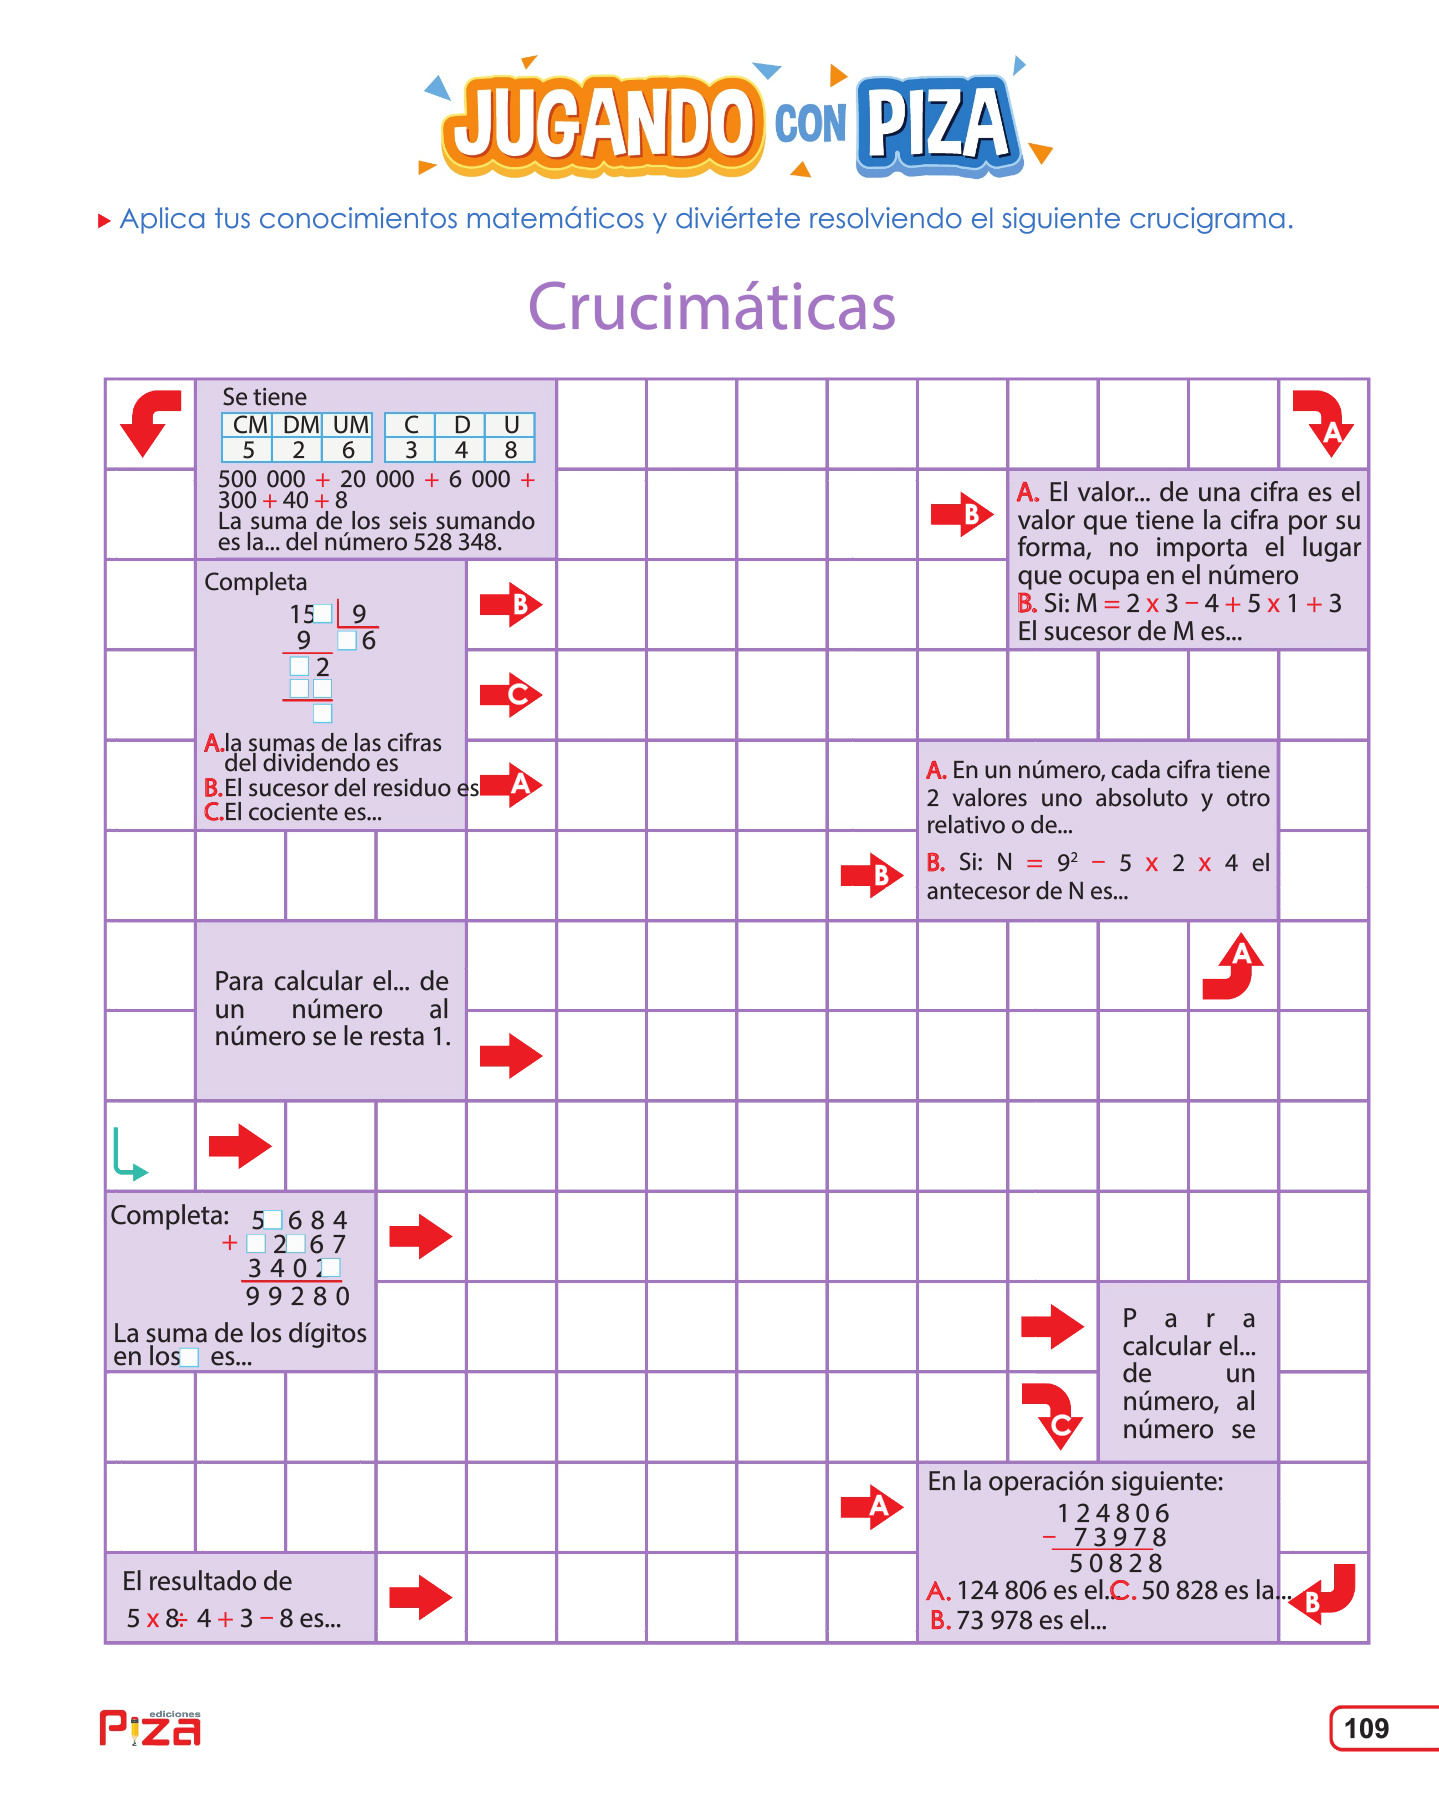 JUGANDO CON PIZA
Aplica tus conocimientos matemáticos y diviértete resolviendo el siguiente crucigrama.
Crucimáticas
Se tiene
CM DM UM C D U
5 2 6 3 4 8
500 000 + 20 000 + 6 000 +
300 + 40 + 8
La suma de los seis sumando
es la... del número 528 348.
A
B
A. El valor... de una cifra es el
valor que tiene la cifra por su
forma, no importa el lugar
que ocupa en el número
B. Si: M = 2 x 3 – 4 + 5 x 1 + 3
El sucesor de M es...
Completa
15 9
9 6
2
A.la sumas de las cifras
del dividendo es
B.El sucesor del residuo es
C.El cociente es...
B
C
A
A. En un número, cada cifra tiene
2 valores uno absoluto y otro
relativo o de...
B. Si: N = 9² – 5 x 2 x 4 el
antecesor de N es...
B
A
Para calcular el... de
un número al
número se le resta 1.
Completa:
5 6 8 4
+ 2 6 7
3 4 0 2
9 9 2 8 0
La suma de los dígitos
en los es...
Para
calcular el...
de un
número, al
número se
C
A
En la operación siguiente:
1 2 4 8 0 6
– 7 3 9 7 8
5 0 8 2 8
A. 124 806 es el... C. 50 828 es la...
B. 73 978 es el...
B
El resultado de
5 x 8 ÷ 4 + 3 – 8 es...
ediciones
Piza
109